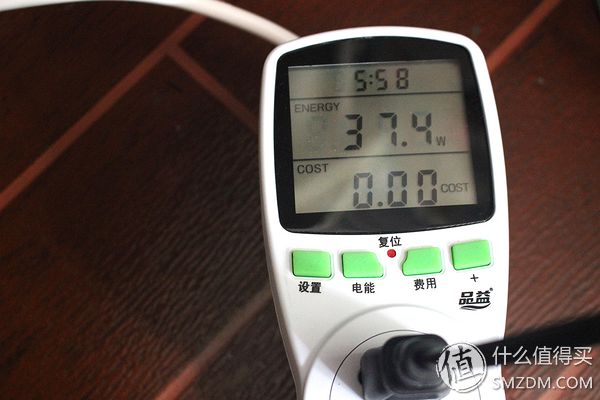 5:58
ENERGY
37.4 W
COST
0.00 COST
复位
设置 电能 费用 +
品益®
值 什么值得买
SMZDM.COM